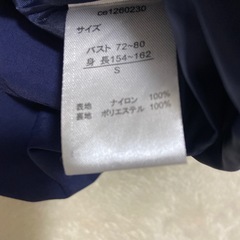 CB1260230
サイズ
バスト 72~80
身 長154~162
S
表地 ナイロン 100%
裏地 ポリエステル 100%